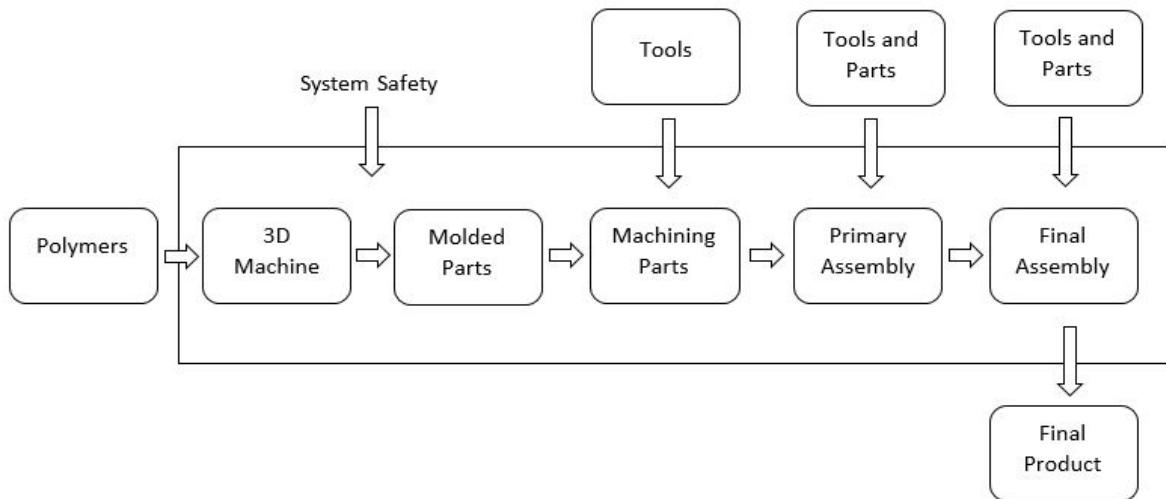 Tools
Tools and
Parts
Tools and
Parts
System Safety
Polymers
3D
Machine
Molded
Parts
Machining
Parts
Primary
Assembly
Final
Assembly
Final
Product